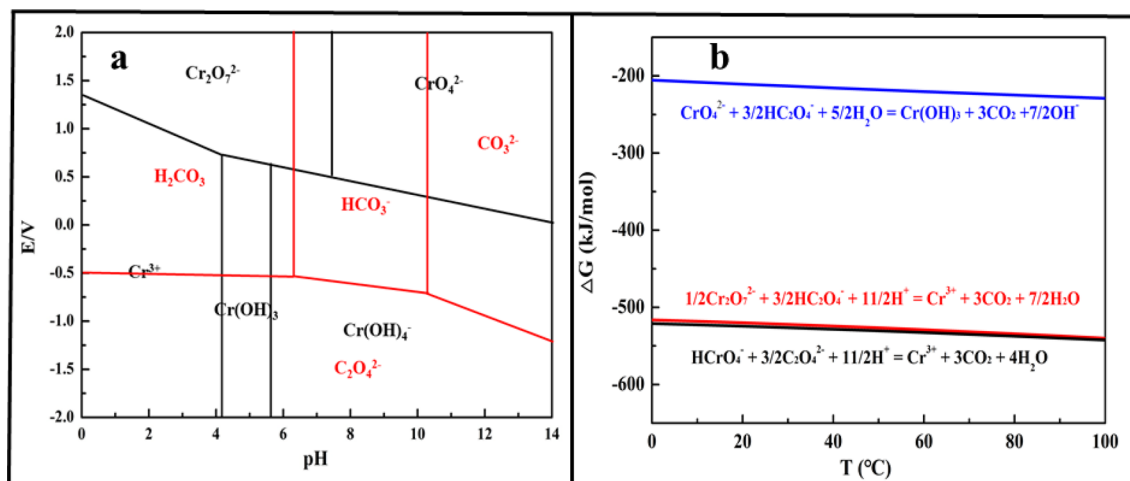 a
Cr₂O₇²⁻
CrO₄²⁻
CO₃²⁻
H₂CO₃
HCO₃⁻
Cr³⁺
Cr(OH)₃
Cr(OH)₄⁻
C₂O₄²⁻
2.0
1.5
1.0
0.5
0.0
-0.5
-1.0
-1.5
-2.0
E/V
0 2 4 6 8 10 12 14
pH
b
CrO₄²⁻ + 3/2HC₂O₄⁻ + 5/2H₂O = Cr(OH)₃ + 3CO₂ +7/2OH⁻
1/2Cr₂O₇²⁻ + 3/2HC₂O₄⁻ + 11/2H⁺ = Cr³⁺ + 3CO₂ + 7/2H₂O
HCrO₄⁻ + 3/2C₂O₄²⁻ + 11/2H⁺ = Cr³⁺ + 3CO₂ + 4H₂O
-200
-300
-400
-500
-600
△G (kJ/mol)
0 20 40 60 80 100
T (℃)